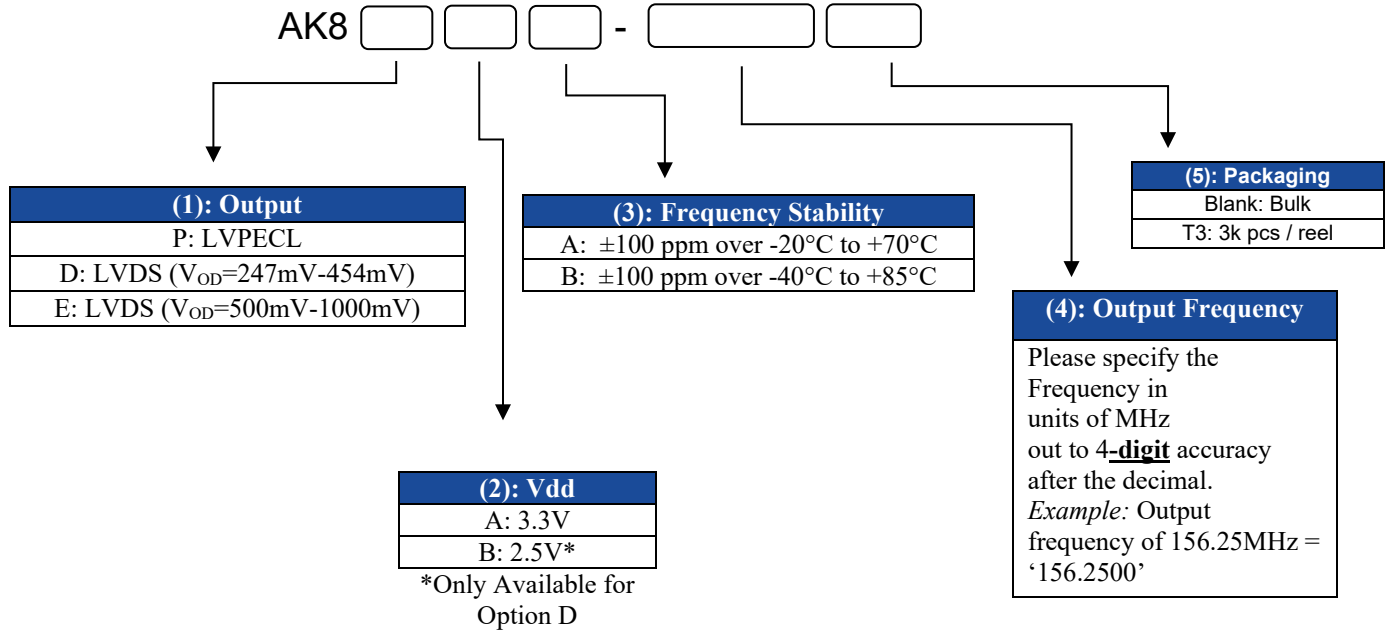 AK8 -
(1): Output
P: LVPECL
D: LVDS (VOD=247mV-454mV)
E: LVDS (VOD=500mV-1000mV)
(2): Vdd
A: 3.3V
B: 2.5V*
*Only Available for
Option D
(3): Frequency Stability
A: ±100 ppm over -20°C to +70°C
B: ±100 ppm over -40°C to +85°C
(4): Output Frequency
Please specify the
Frequency in
units of MHz
out to 4-digit accuracy
after the decimal.
Example: Output
frequency of 156.25MHz =
‘156.2500’
(5): Packaging
Blank: Bulk
T3: 3k pcs / reel